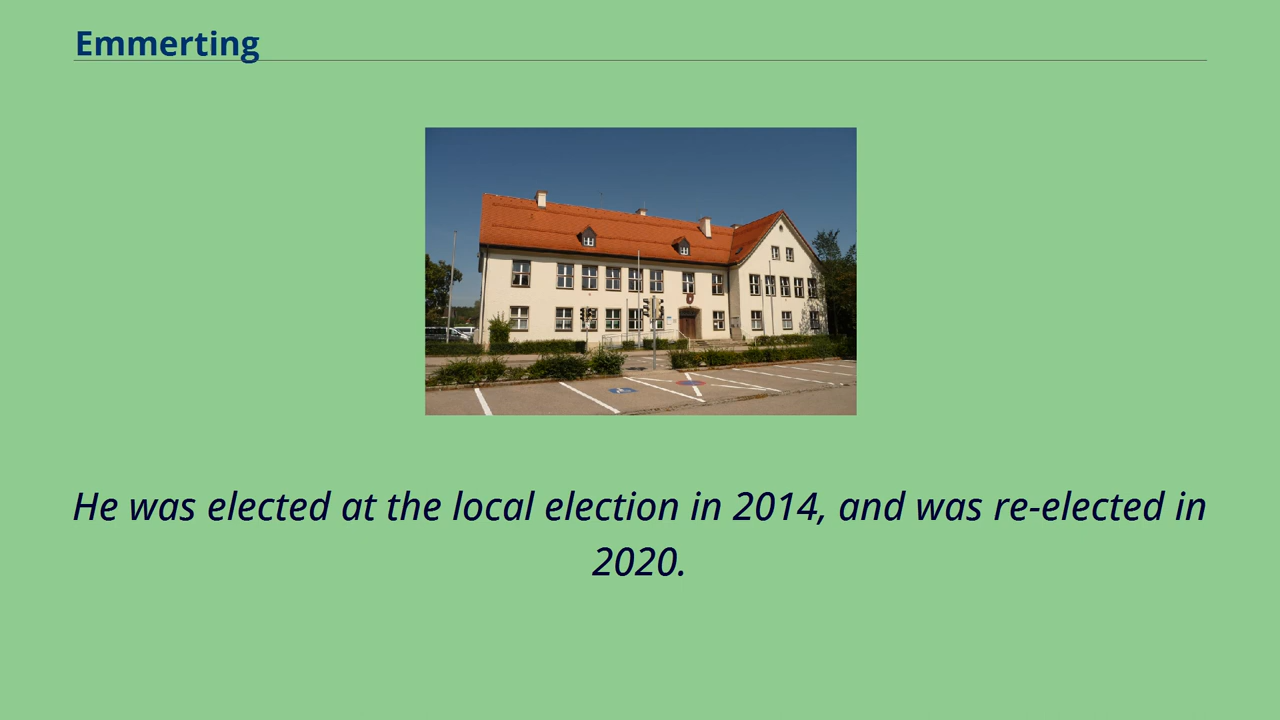 Emmerting
He was elected at the local election in 2014, and was re-elected in
2020.